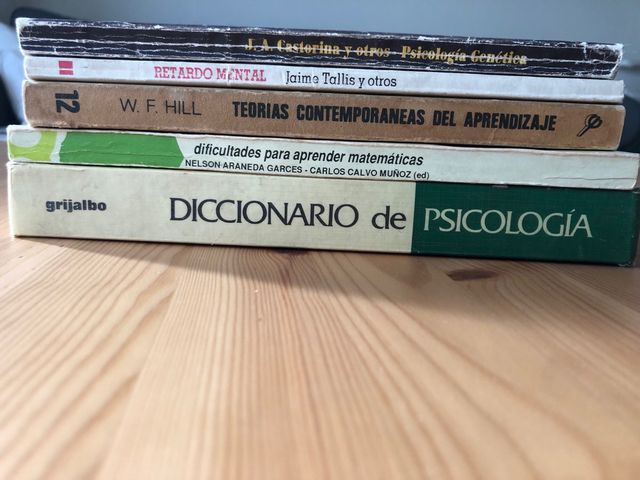 J. A. Castorina y otros - Psicología Genética
RETARDO MENTAL Jaime Tallis y otros
12 W. F. HILL TEORIAS CONTEMPORANEAS DEL APRENDIZAJE
dificultades para aprender matemáticas
NELSON ARANEDA GARCES - CARLOS CALVO MUÑOZ (ed)
grijalbo DICCIONARIO de PSICOLOGÍA